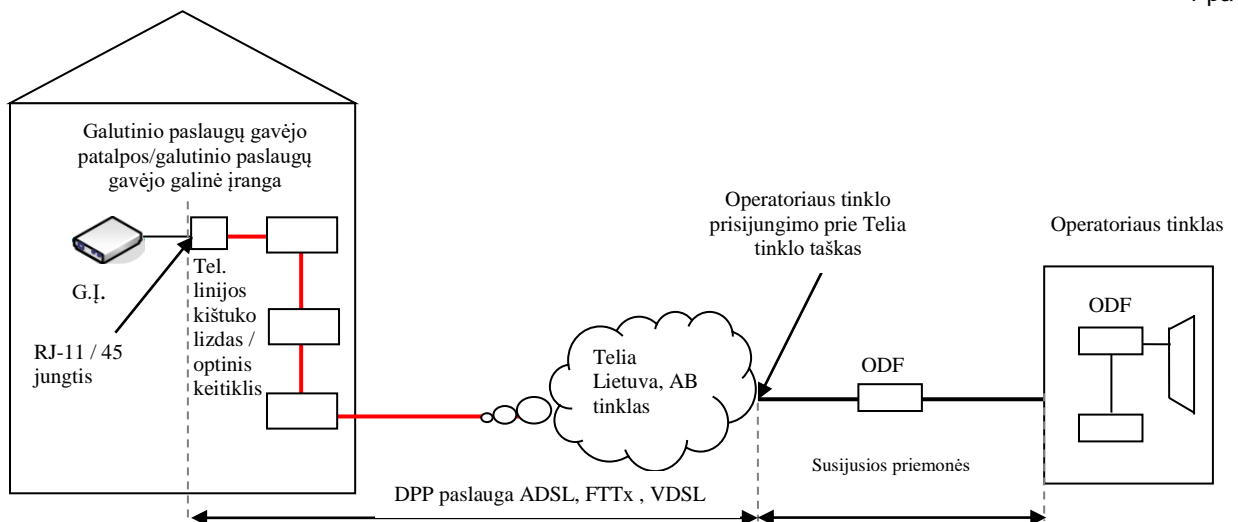 Galutinio paslaugų gavėjo
patalpos/galutinio paslaugų
gavėjo galinė įranga
G.Į.
RJ-11 / 45
jungtis
Tel.
linijos
kištuko
lizdas /
optinis
keitiklis
Telia
Lietuva, AB
tinklas
Operatoriaus tinklo
prisijungimo prie Telia
tinklo taškas
ODF
Operatoriaus tinklas
ODF
Susijusios priemonės
DPP paslauga ADSL, FTTx , VDSL